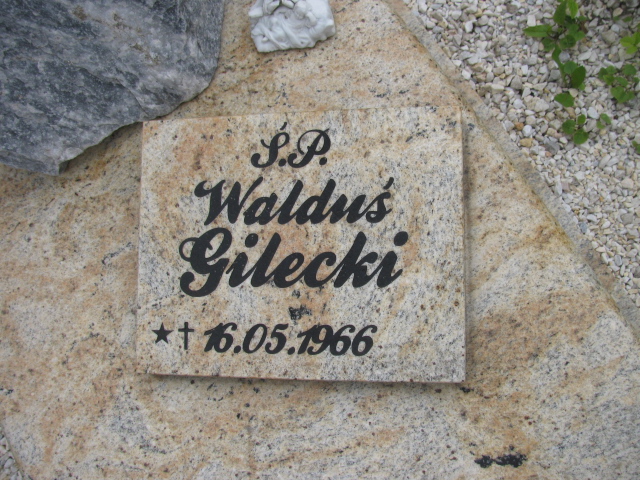 Ś.P.
Walduś
Gilecki
★ † 16.05.1966